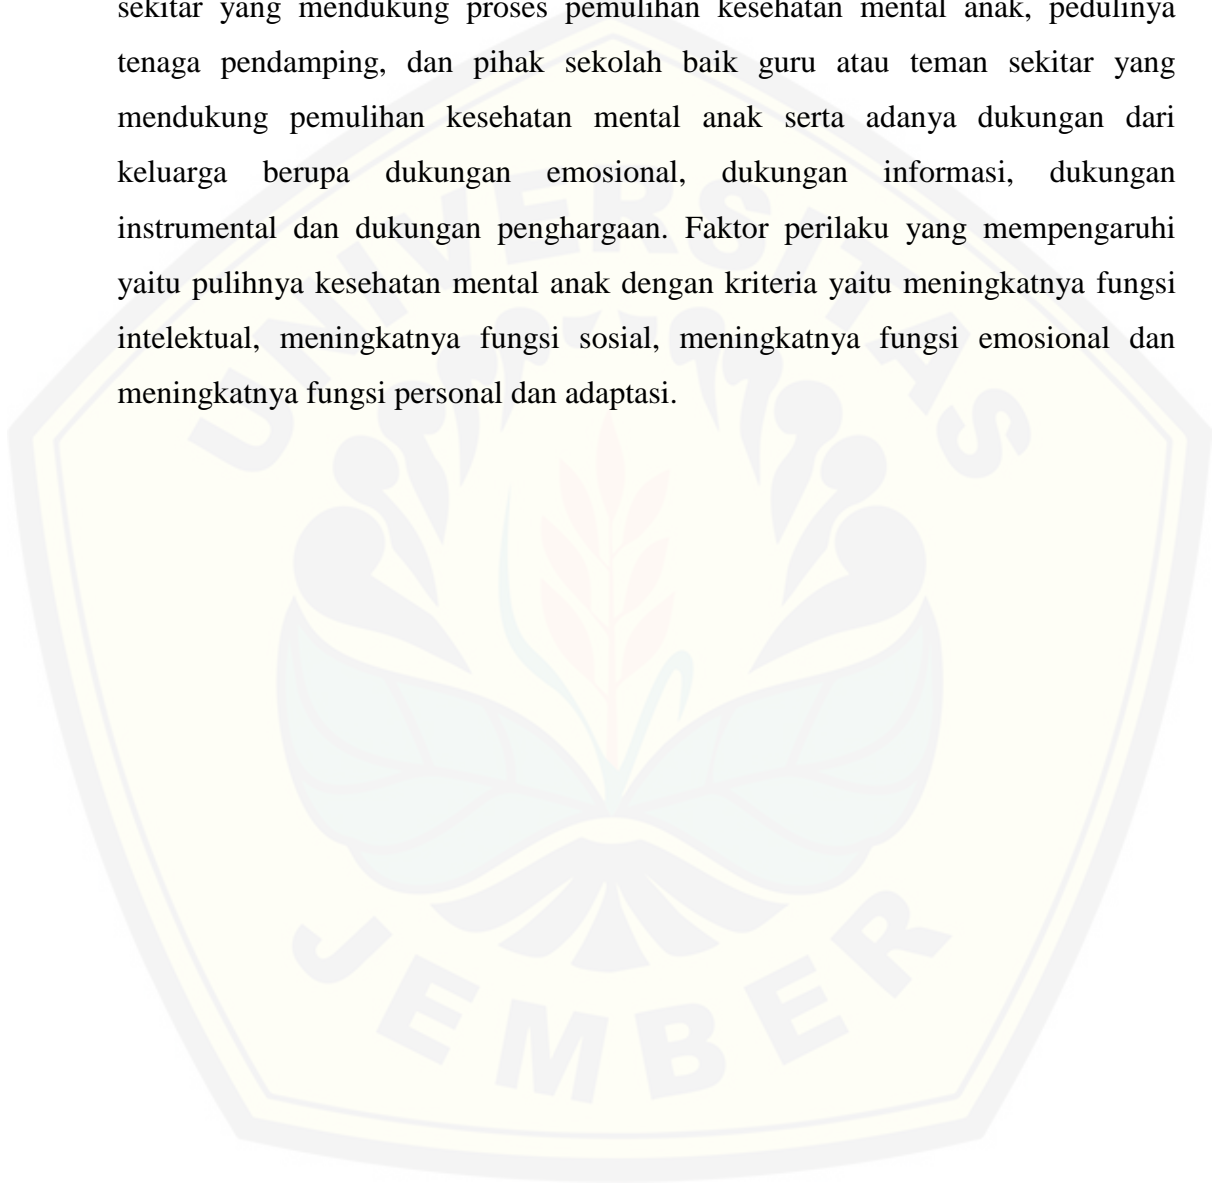 sekitar yang mendukung proses pemulihan kesehatan mental anak, pedulinya
tenaga pendamping, dan pihak sekolah baik guru atau teman sekitar yang
mendukung pemulihan kesehatan mental anak serta adanya dukungan dari
keluarga berupa dukungan emosional, dukungan informasi, dukungan
instrumental dan dukungan penghargaan. Faktor perilaku yang mempengaruhi
yaitu pulihnya kesehatan mental anak dengan kriteria yaitu meningkatnya fungsi
intelektual, meningkatnya fungsi sosial, meningkatnya fungsi emosional dan
meningkatnya fungsi personal dan adaptasi.
UNIVERSITAS
JEMBER